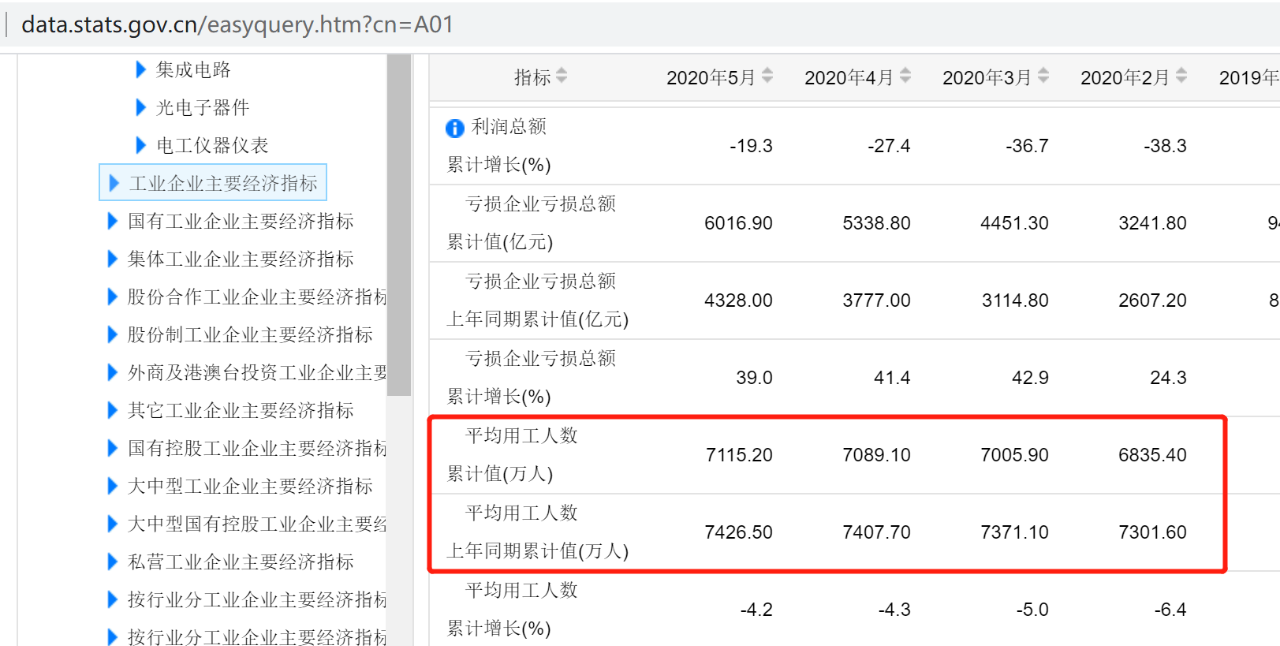 data.stats.gov.cn/easyquery.htm?cn=A01
集成电路
光电子器件
电工仪器仪表
工业企业主要经济指标
国有工业企业主要经济指标
集体工业企业主要经济指标
股份合作工业企业主要经济指标
股份制工业企业主要经济指标
外商及港澳台投资工业企业主要
其它工业企业主要经济指标
国有控股工业企业主要经济指标
大中型工业企业主要经济指标
大中型国有控股工业企业主要经
私营工业企业主要经济指标
按行业分工业企业主要经济指标
按行业分工业企业主要经济指标
指标 2020年5月 2020年4月 2020年3月 2020年2月 2019年
利润总额
累计增长(%) -19.3 -27.4 -36.7 -38.3
亏损企业亏损总额
累计值(亿元) 6016.90 5338.80 4451.30 3241.80
亏损企业亏损总额
上年同期累计值(亿元) 4328.00 3777.00 3114.80 2607.20
亏损企业亏损总额
累计增长(%) 39.0 41.4 42.9 24.3
平均用工人数
累计值(万人) 7115.20 7089.10 7005.90 6835.40
平均用工人数
上年同期累计值(万人) 7426.50 7407.70 7371.10 7301.60
平均用工人数
累计增长(%) -4.2 -4.3 -5.0 -6.4